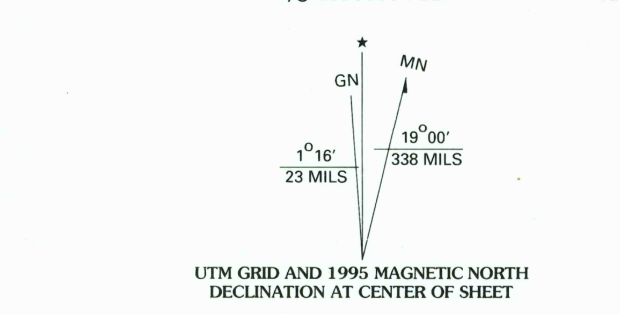 ★
MN
GN
19°00′
338 MILS
1°16′
23 MILS
UTM GRID AND 1995 MAGNETIC NORTH
DECLINATION AT CENTER OF SHEET